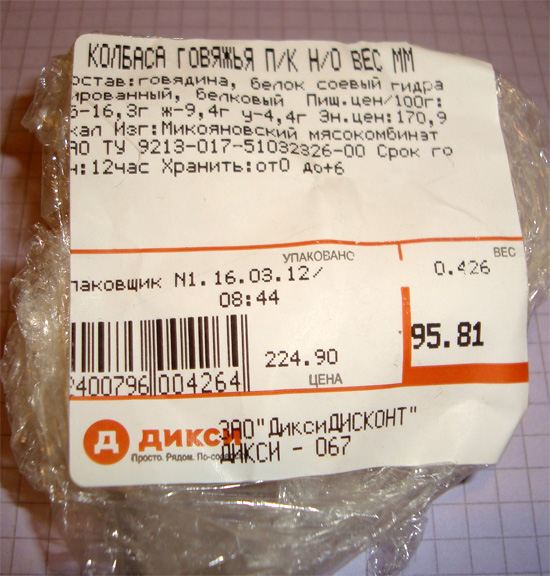 КОЛБАСА ГОВЯЖЬЯ П/К Н/О ВЕС ММ
остав:говядина, белок соевый гидра
ированный, белковый Пищ.цен/100г:
б-16,3г ж-9,4г у-4,4г Эн.цен:170,9
кал Изг:Микояновский мясокомбинат
АО ТУ 9213-017-51032326-00 Срок го
н:12час Хранить:от0 до+6
УПАКОВАНО
ВЕС
паковщик N1.16.03.12/
08:44
0.426
95.81
224.90
ЦЕНА
2400796 004264
Д ДИКСИ
Просто. Рядом. По-сосе
ЗАО"ДиксиДИСКОНТ"
ДИКСИ - 067